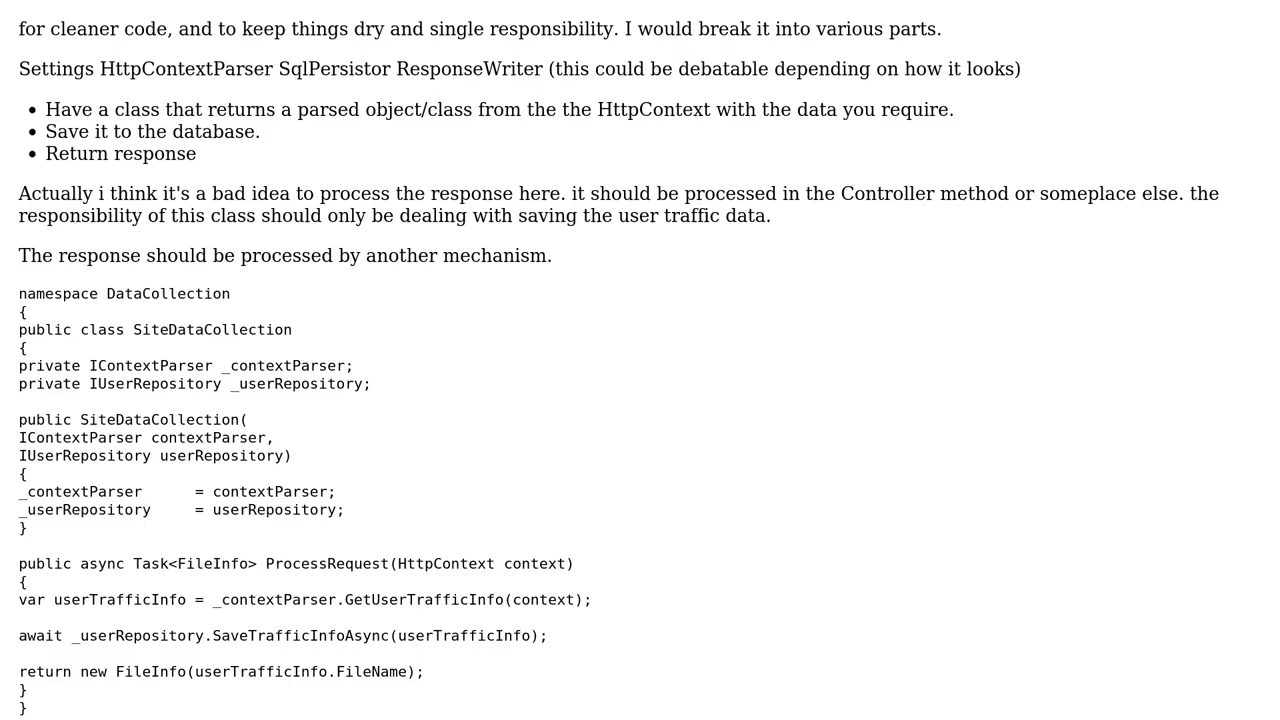 for cleaner code, and to keep things dry and single responsibility. I would break it into various parts.
Settings HttpContextParser SqlPersistor ResponseWriter (this could be debatable depending on how it looks)
• Have a class that returns a parsed object/class from the the HttpContext with the data you require.
• Save it to the database.
• Return response
Actually i think it's a bad idea to process the response here. it should be processed in the Controller method or someplace else. the
responsibility of this class should only be dealing with saving the user traffic data.
The response should be processed by another mechanism.
namespace DataCollection
{
public class SiteDataCollection
{
private IContextParser _contextParser;
private IUserRepository _userRepository;
public SiteDataCollection(
IContextParser contextParser,
IUserRepository userRepository)
{
_contextParser      = contextParser;
_userRepository     = userRepository;
}
public async Task<FileInfo> ProcessRequest(HttpContext context)
{
var userTrafficInfo = _contextParser.GetUserTrafficInfo(context);
await _userRepository.SaveTrafficInfoAsync(userTrafficInfo);
return new FileInfo(userTrafficInfo.FileName);
}
}